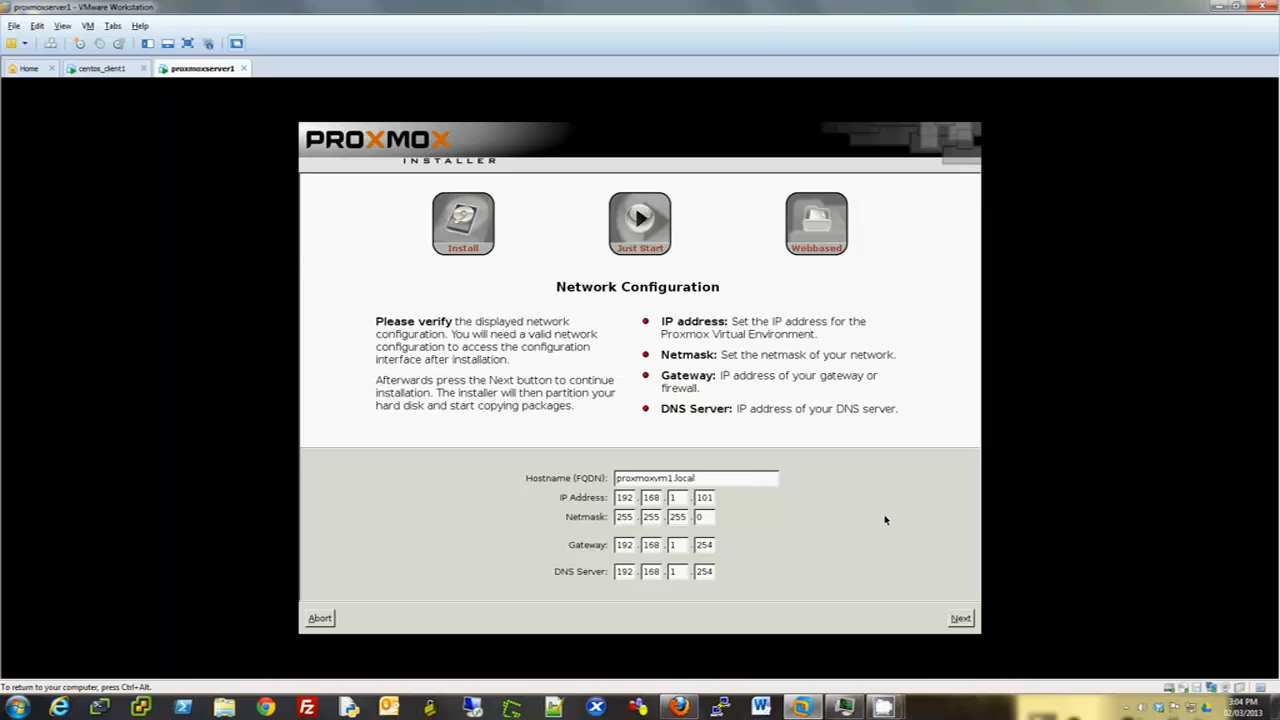 proxmoxserver1 - VMware Workstation
File Edit View VM Tabs Help
Home centos_client1 proxmoxserver1
PROXMOX
INSTALLER
Install Just Start Webbased
Network Configuration
Please verify the displayed network
configuration. You will need a valid network
configuration to access the configuration
interface after installation.
Afterwards press the Next button to continue
installation. The installer will then partition your
hard disk and start copying packages.
IP address: Set the IP address for the
Proxmox Virtual Environment.
Netmask: Set the netmask of your network.
Gateway: IP address of your gateway or
firewall.
DNS Server: IP address of your DNS server.
Hostname (FQDN): proxmoxvm1.local
IP Address: 192 . 168 . 1 . 101
Netmask: 255 . 255 . 255 . 0
Gateway: 192 . 168 . 1 . 254
DNS Server: 192 . 168 . 1 . 254
Abort Next
To return to your computer, press Ctrl+Alt.
3:04 PM
02/03/2013